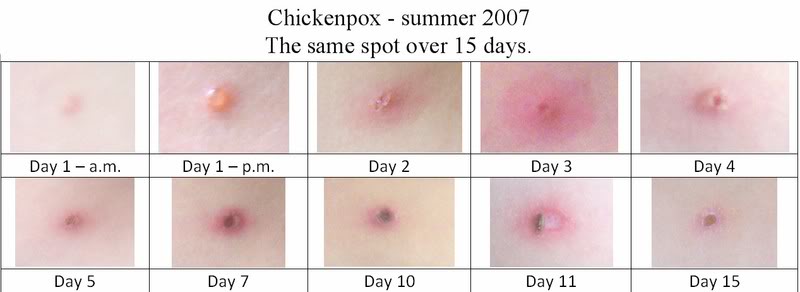 Chickenpox - summer 2007
The same spot over 15 days.
Day 1 – a.m.
Day 1 – p.m.
Day 2
Day 3
Day 4
Day 5
Day 7
Day 10
Day 11
Day 15